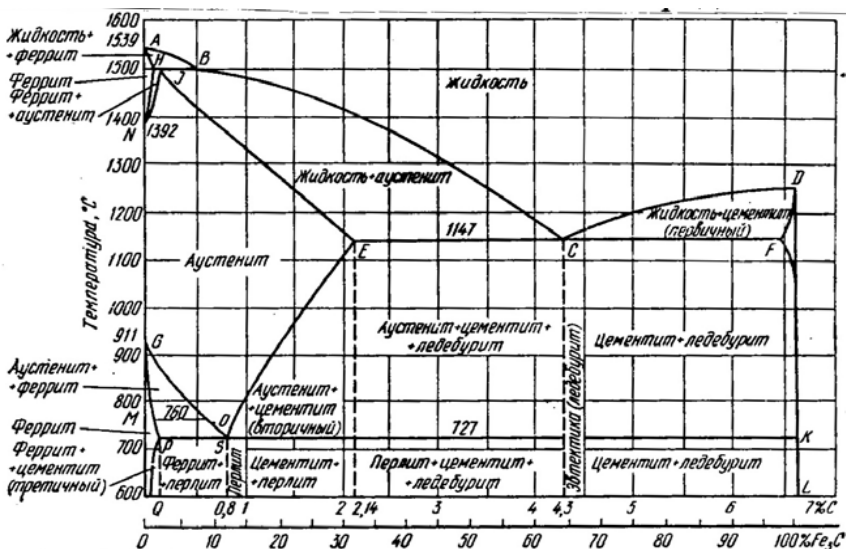 1600
1539
1500
1400
1300
1200
1100
1000
911
900
800
700
600
Температура, °C
Жидкость+
+ феррит
Феррит
Феррит+
+аустенит
N
1392
A
H
J
B
Жидкость
Жидкость+аустенит
D
Жидкость+цементит
(первичный)
1147
E
C
F
Аустенит
Аустенит+цементит+
+ледебурит
Цементит+ледебурит
Эвтектика (ледебурит)
G
Аустенит+
+ феррит
M
760
O
Аустенит+
+цементит
(вторичный)
727
K
Феррит
P
S
Феррит+
+цементит
(третичный)
Феррит+
+перлит
Перлит
Цементит+
+перлит
Перлит+цементит+
+ледебурит
Цементит+ледебурит
L
0 0,8 1 2 2,14 3 4 4,3 5 6 7%C
0 10 20 30 40 50 60 70 80 90 100%Fe₃C